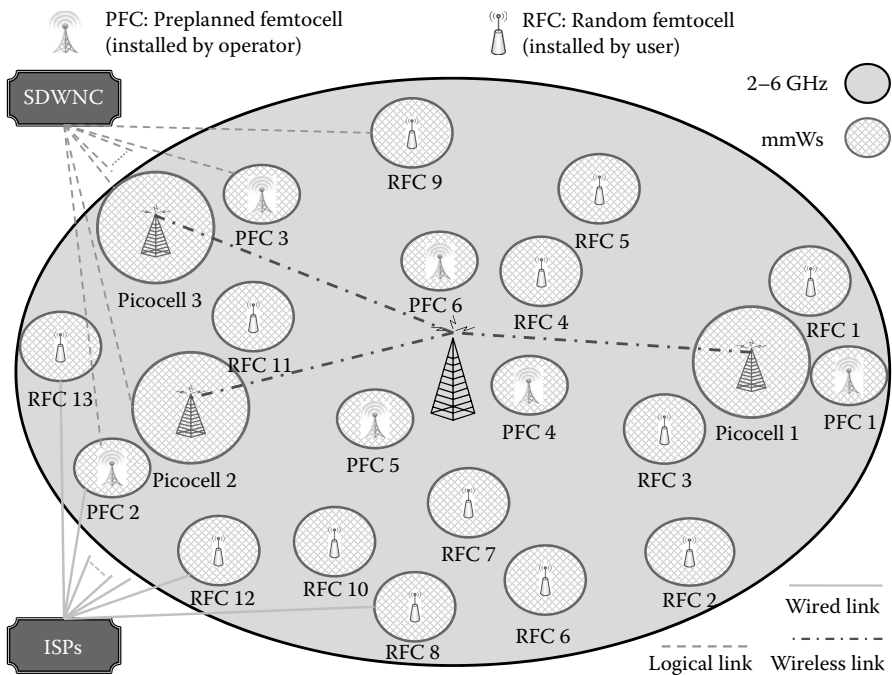 PFC: Preplanned femtocell
(installed by operator)
RFC: Random femtocell
(installed by user)
SDWNC
2–6 GHz
mmWs
RFC 9
RFC 5
PFC 3
PFC 6
RFC 4
Picocell 3
RFC 1
RFC 11
RFC 13
PFC 1
PFC 4
Picocell 1
PFC 5
RFC 3
Picocell 2
PFC 2
RFC 7
RFC 10
RFC 12
RFC 2
RFC 6
RFC 8
ISPs
Wired link
Logical link
Wireless link